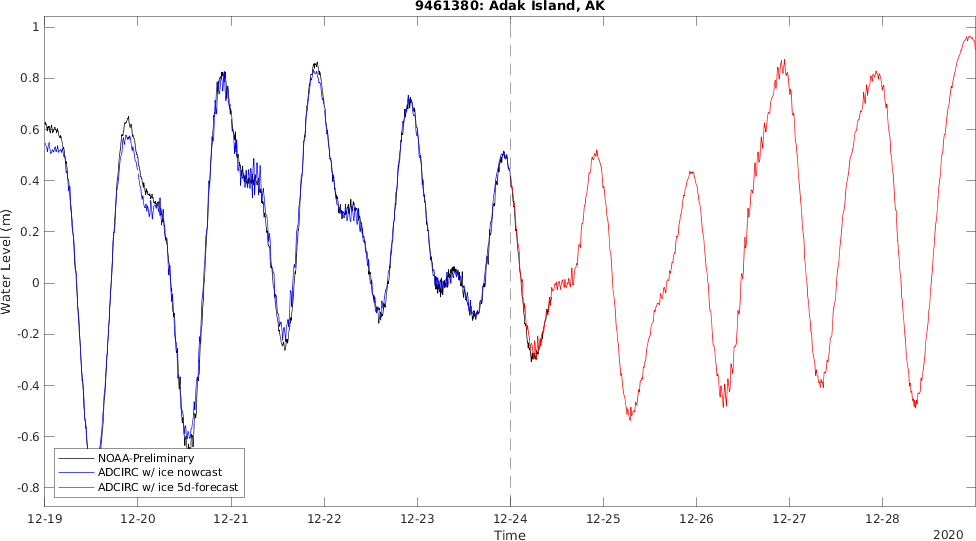 9461380: Adak Island, AK
Water Level (m)
1
0.8
0.6
0.4
0.2
0
-0.2
-0.4
-0.6
-0.8
NOAA-Preliminary
ADCIRC w/ ice nowcast
ADCIRC w/ ice 5d-forecast
12-19 12-20 12-21 12-22 12-23 12-24 12-25 12-26 12-27 12-28
Time
2020